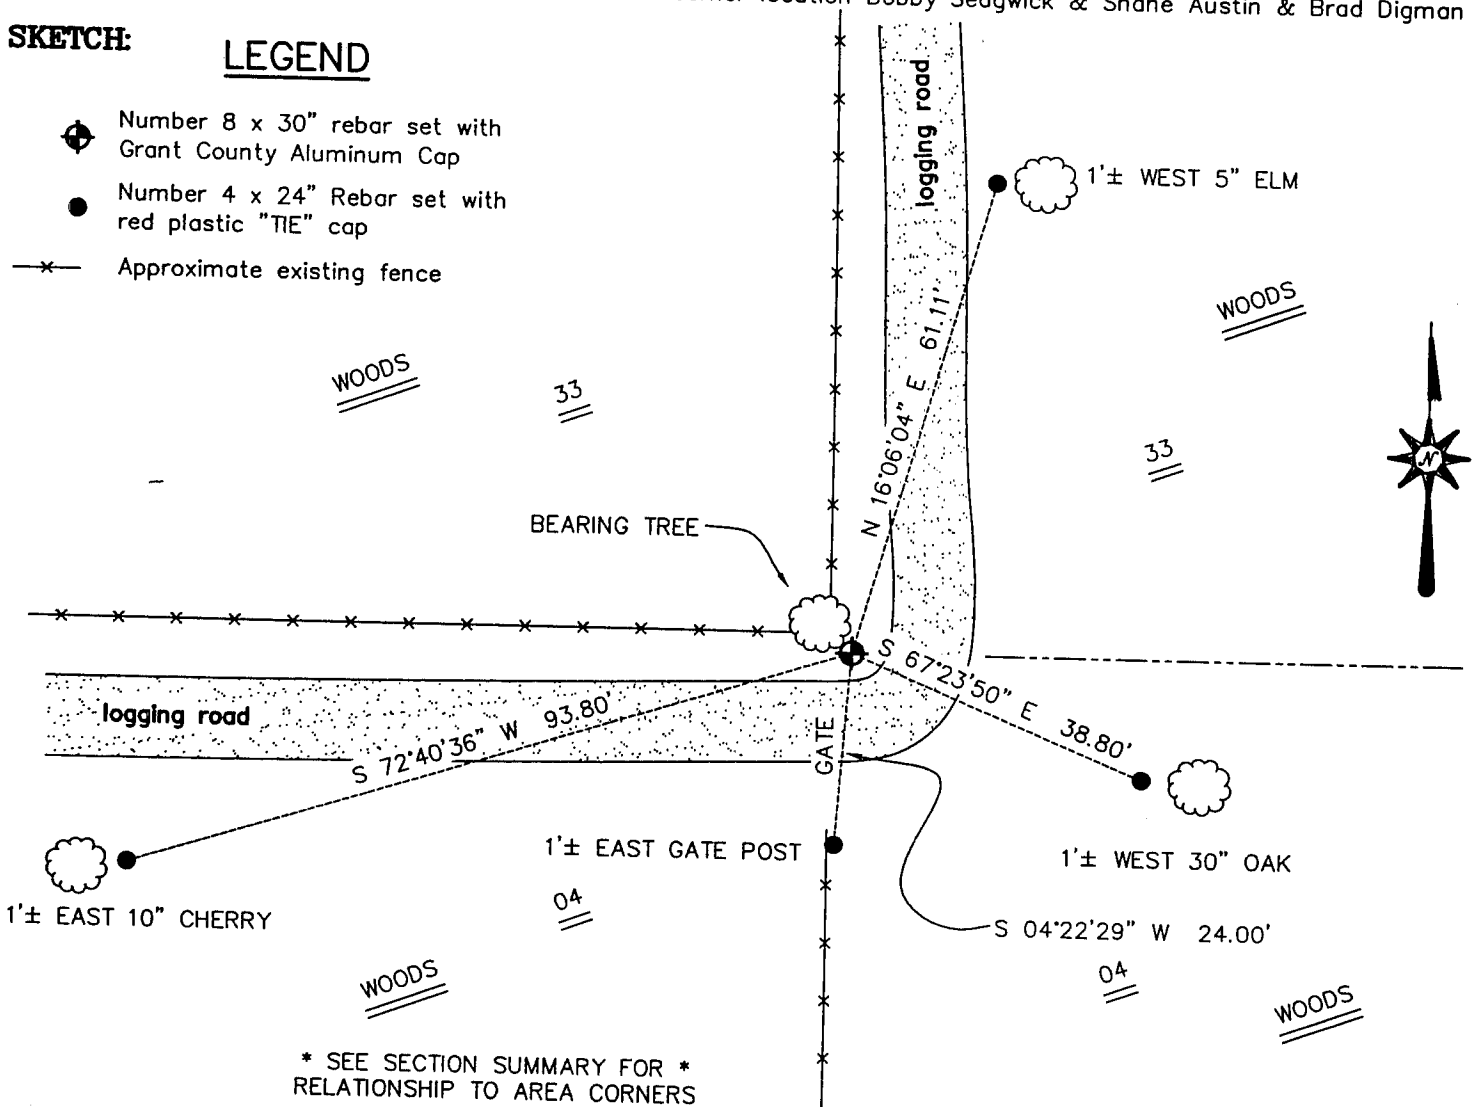 location Bobby Sedgwick & Shane Austin & Brad Digman
SKETCH:
LEGEND
Number 8 x 30" rebar set with
Grant County Aluminum Cap
Number 4 x 24" Rebar set with
red plastic "TIE" cap
Approximate existing fence
logging road
1'± WEST 5" ELM
WOODS
WOODS
33
33
N 16°06'04" E 61.11'
N
BEARING TREE
S 67°23'50" E 38.80'
logging road
S 72°40'36" W 93.80'
GATE
1'± EAST GATE POST
1'± WEST 30" OAK
1'± EAST 10" CHERRY
04
S 04°22'29" W 24.00'
04
WOODS
WOODS
* SEE SECTION SUMMARY FOR *
RELATIONSHIP TO AREA CORNERS